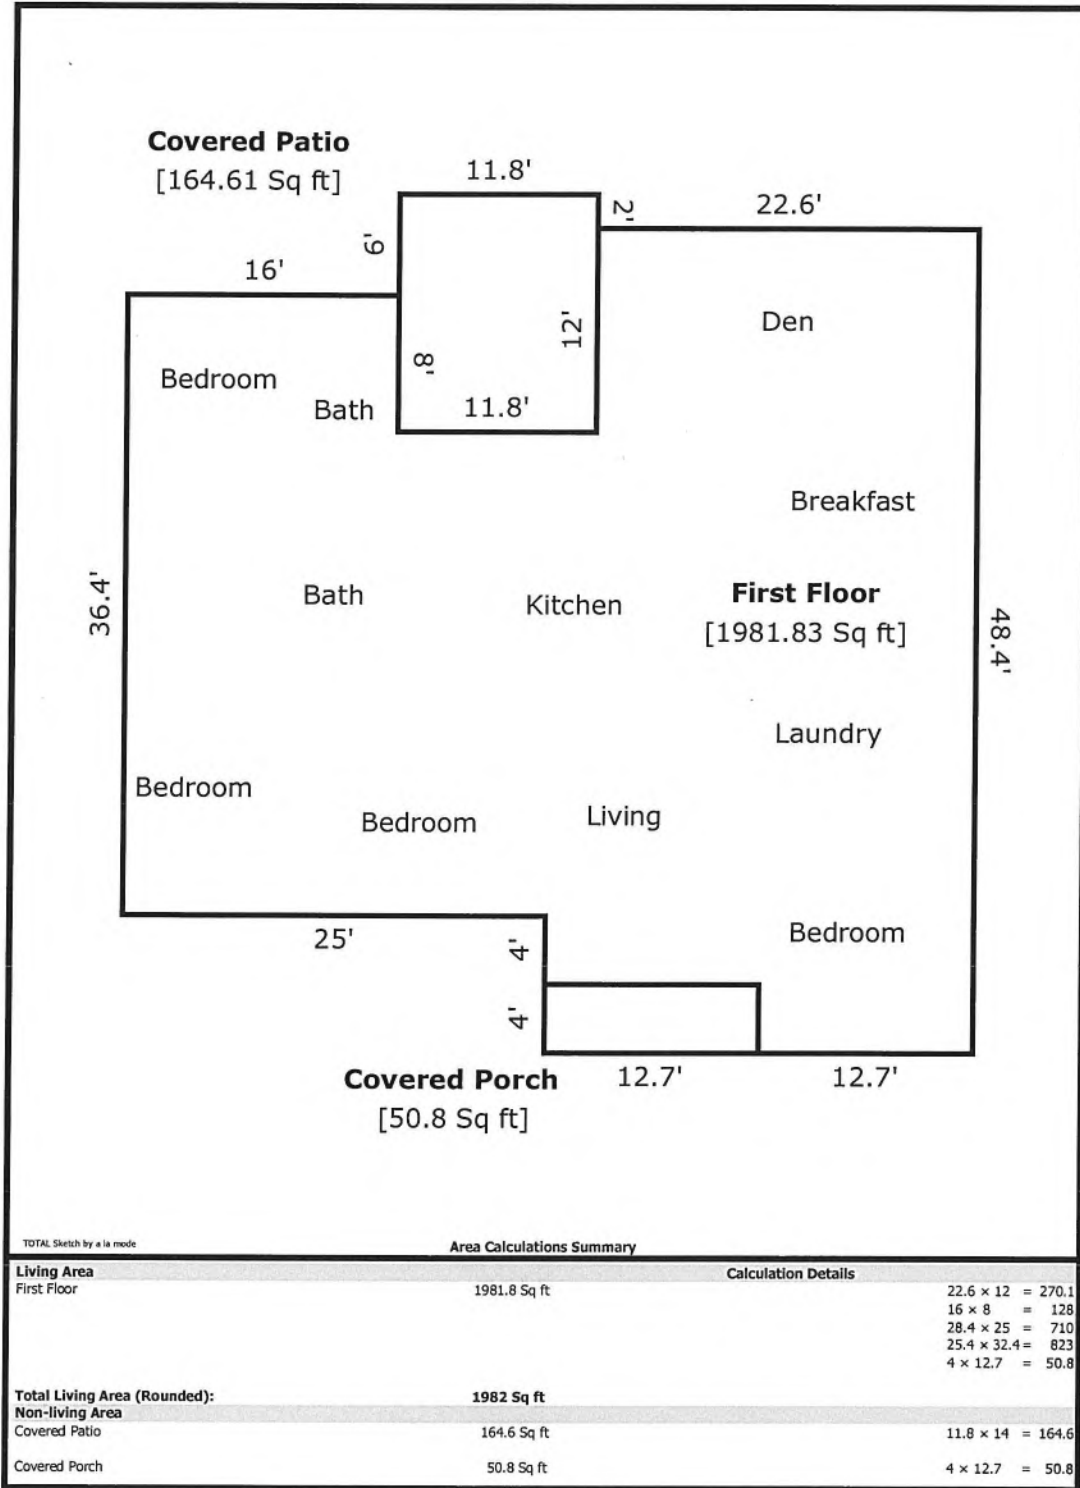 Covered Patio
[164.61 Sq ft]
11.8'
2'
22.6'
6'
16'
Den
12'
8'
Bedroom
Bath
11.8'
Breakfast
36.4'
Bath
Kitchen
First Floor
[1981.83 Sq ft]
48.4'
Laundry
Bedroom
Bedroom
Living
25'
4'
Bedroom
4'
Covered Porch
[50.8 Sq ft]
12.7'
12.7'
TOTAL Sketch by a la mode
Area Calculations Summary
Living Area
Calculation Details
First Floor
1981.8 Sq ft
22.6 × 12 = 270.1
16 × 8 = 128
28.4 × 25 = 710
25.4 × 32.4 = 823
4 × 12.7 = 50.8
Total Living Area (Rounded):
1982 Sq ft
Non-living Area
Covered Patio
164.6 Sq ft
11.8 × 14 = 164.6
Covered Porch
50.8 Sq ft
4 × 12.7 = 50.8